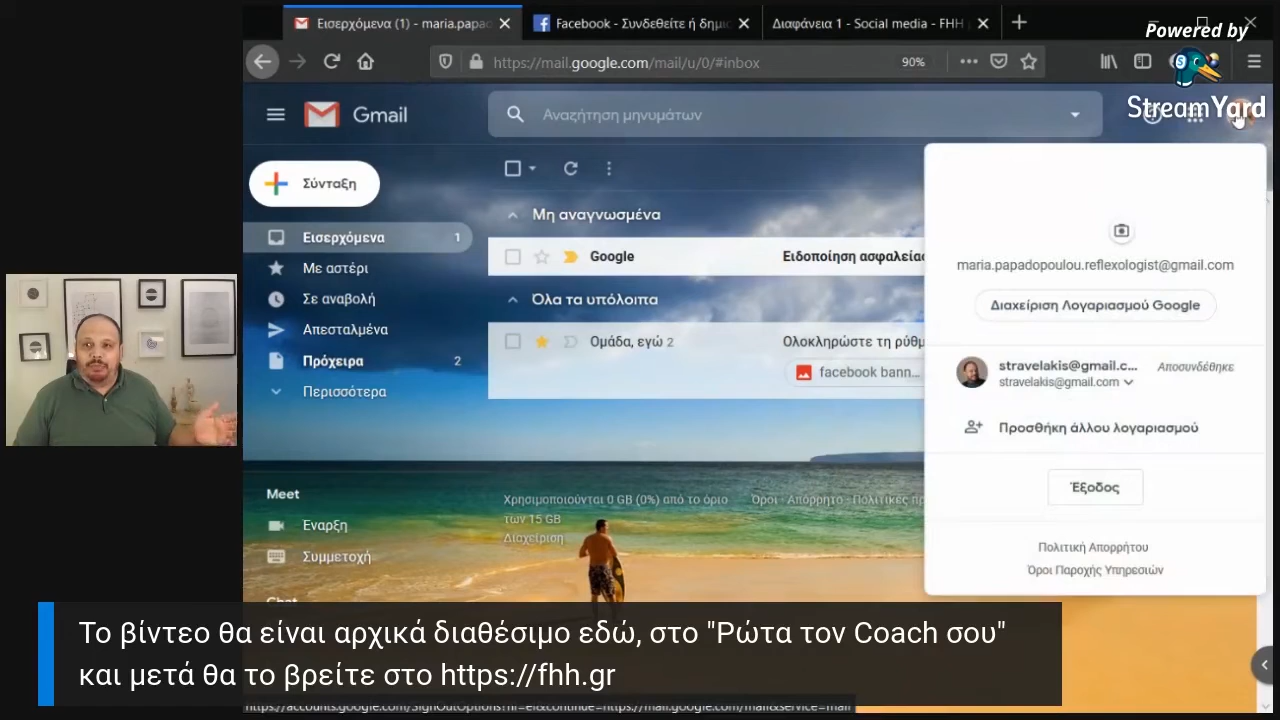 Εισερχόμενα (1) - maria.papad
Facebook - Συνδεθείτε ή δημι
Διαφάνεια 1 - Social media - FHH
Powered by
StreamYard
https://mail.google.com/mail/u/0/#inbox
90%
Gmail
Αναζήτηση μηνυμάτων
Σύνταξη
Εισερχόμενα 1
Με αστέρι
Σε αναβολή
Απεσταλμένα
Πρόχειρα 2
Περισσότερα
Μη αναγνωσμένα
Google Ειδοποίηση ασφαλείας
Όλα τα υπόλοιπα
Ομάδα, εγώ 2 Ολοκληρώστε τη ρύθμ
facebook bann...
maria.papadopoulou.reflexologist@gmail.com
Διαχείριση Λογαριασμού Google
stravelakis@gmail.c... Αποσυνδέθηκε
stravelakis@gmail.com
Προσθήκη άλλου λογαριασμού
Έξοδος
Πολιτική Απορρήτου
Όροι Παροχής Υπηρεσιών
Χρησιμοποιούνται 0 GB (0%) από το όριο
των 15 GB
Διαχείριση
Όροι · Απόρρητο · Πολιτικές πρ
Meet
Έναρξη
Συμμετοχή
Το βίντεο θα είναι αρχικά διαθέσιμο εδώ, στο "Ρώτα τον Coach σου"
και μετά θα το βρείτε στο https://fhh.gr